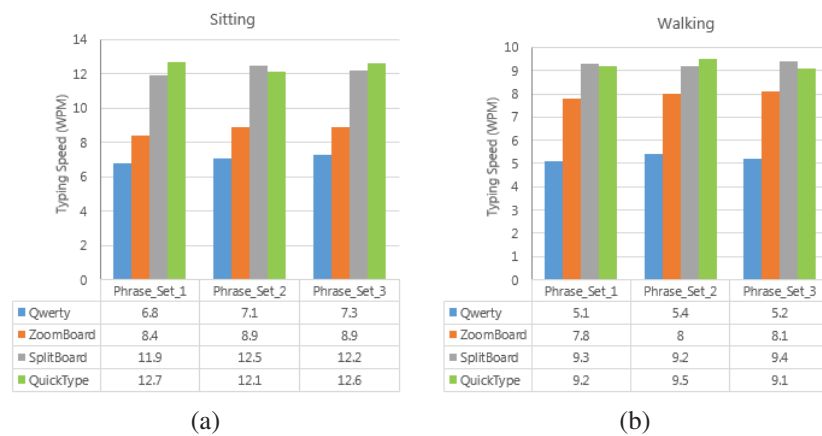 Sitting
Typing Speed (WPM)
14
12
10
8
6
4
2
0
Phrase_Set_1 Phrase_Set_2 Phrase_Set_3
Qwerty 6.8 7.1 7.3
ZoomBoard 8.4 8.9 8.9
SplitBoard 11.9 12.5 12.2
QuickType 12.7 12.1 12.6
(a)
Walking
Typing Speed (WPM)
10
9
8
7
6
5
4
3
2
1
0
Phrase_Set_1 Phrase_Set_2 Phrase_Set_3
Qwerty 5.1 5.4 5.2
ZoomBoard 7.8 8 8.1
SplitBoard 9.3 9.2 9.4
QuickType 9.2 9.5 9.1
(b)